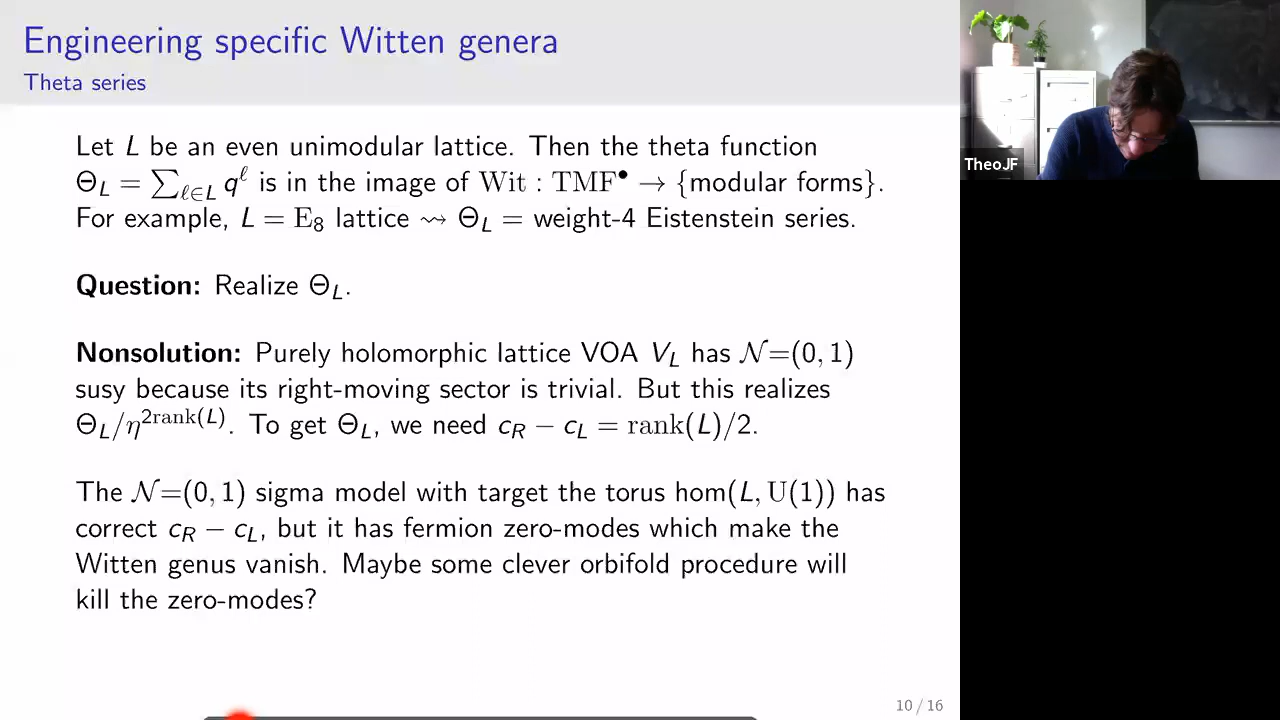 Engineering specific Witten genera
Theta series
Let L be an even unimodular lattice. Then the theta function
Θ_L = ∑_{ℓ∈L} q^ℓ is in the image of Wit : TMF^• → {modular forms}.
For example, L = E₈ lattice ⇝ Θ_L = weight-4 Eistenstein series.
Question: Realize Θ_L.
Nonsolution: Purely holomorphic lattice VOA V_L has 𝒩=(0, 1)
susy because its right-moving sector is trivial. But this realizes
Θ_L/η^{2rank(L)}. To get Θ_L, we need c_R − c_L = rank(L)/2.
The 𝒩=(0, 1) sigma model with target the torus hom(L, U(1)) has
correct c_R − c_L, but it has fermion zero-modes which make the
Witten genus vanish. Maybe some clever orbifold procedure will
kill the zero-modes?
10 / 16
TheoJF